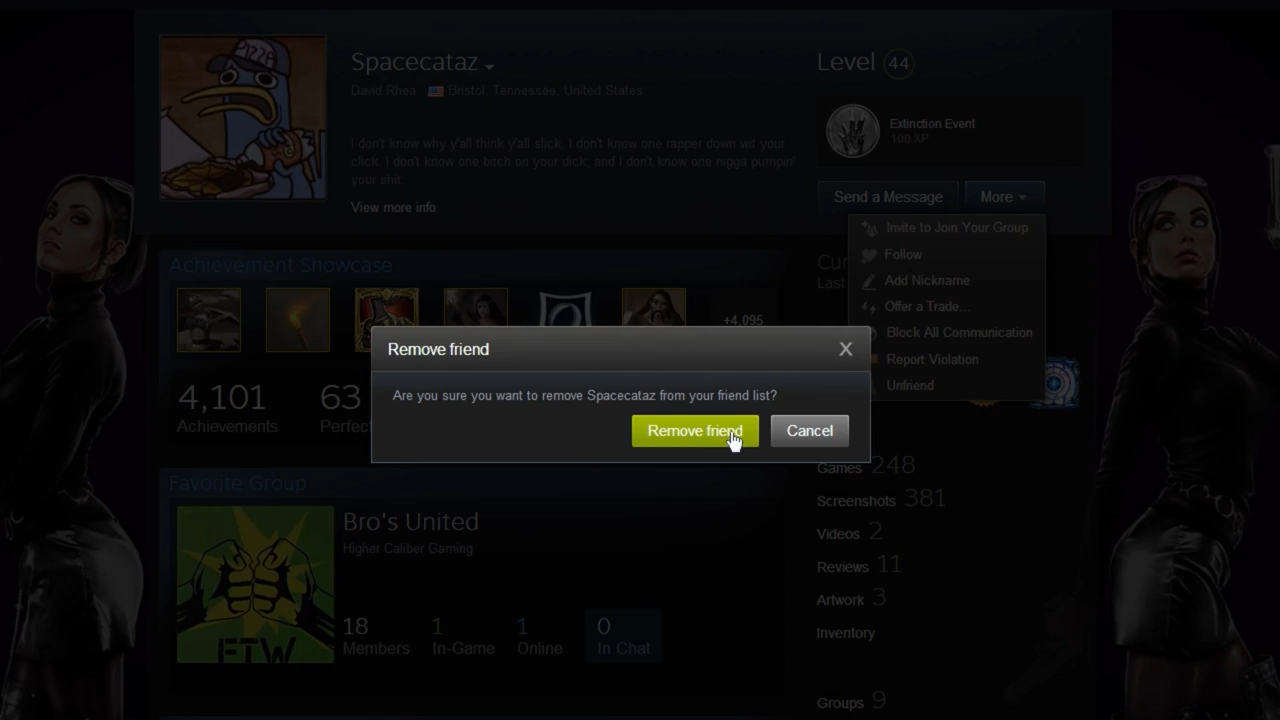 Spacecataz
David Rhea Bristol, Tennessee, United States
I don't know why y'all think y'all slick, I don't know one rapper down wit your
click, I don't know one bitch on your dick, and I don't know one nigga pumpin'
your shit.
View more info
Level 44
Extinction Event
100 XP
Send a Message
More
Invite to Join Your Group
Follow
Add Nickname
Offer a Trade...
Block All Communication
Report Violation
Unfriend
Last
Achievement Showcase
+4,095
4,101
Achievements
63
Remove friend
X
Are you sure you want to remove Spacecataz from your friend list?
Remove friend
Cancel
Favorite Group
FTW
Bro's United
Higher Caliber Gaming
18
Members
1
In-Game
1
Online
0
In Chat
Games 248
Screenshots 381
Videos 2
Reviews 11
Artwork 3
Inventory
Groups 9